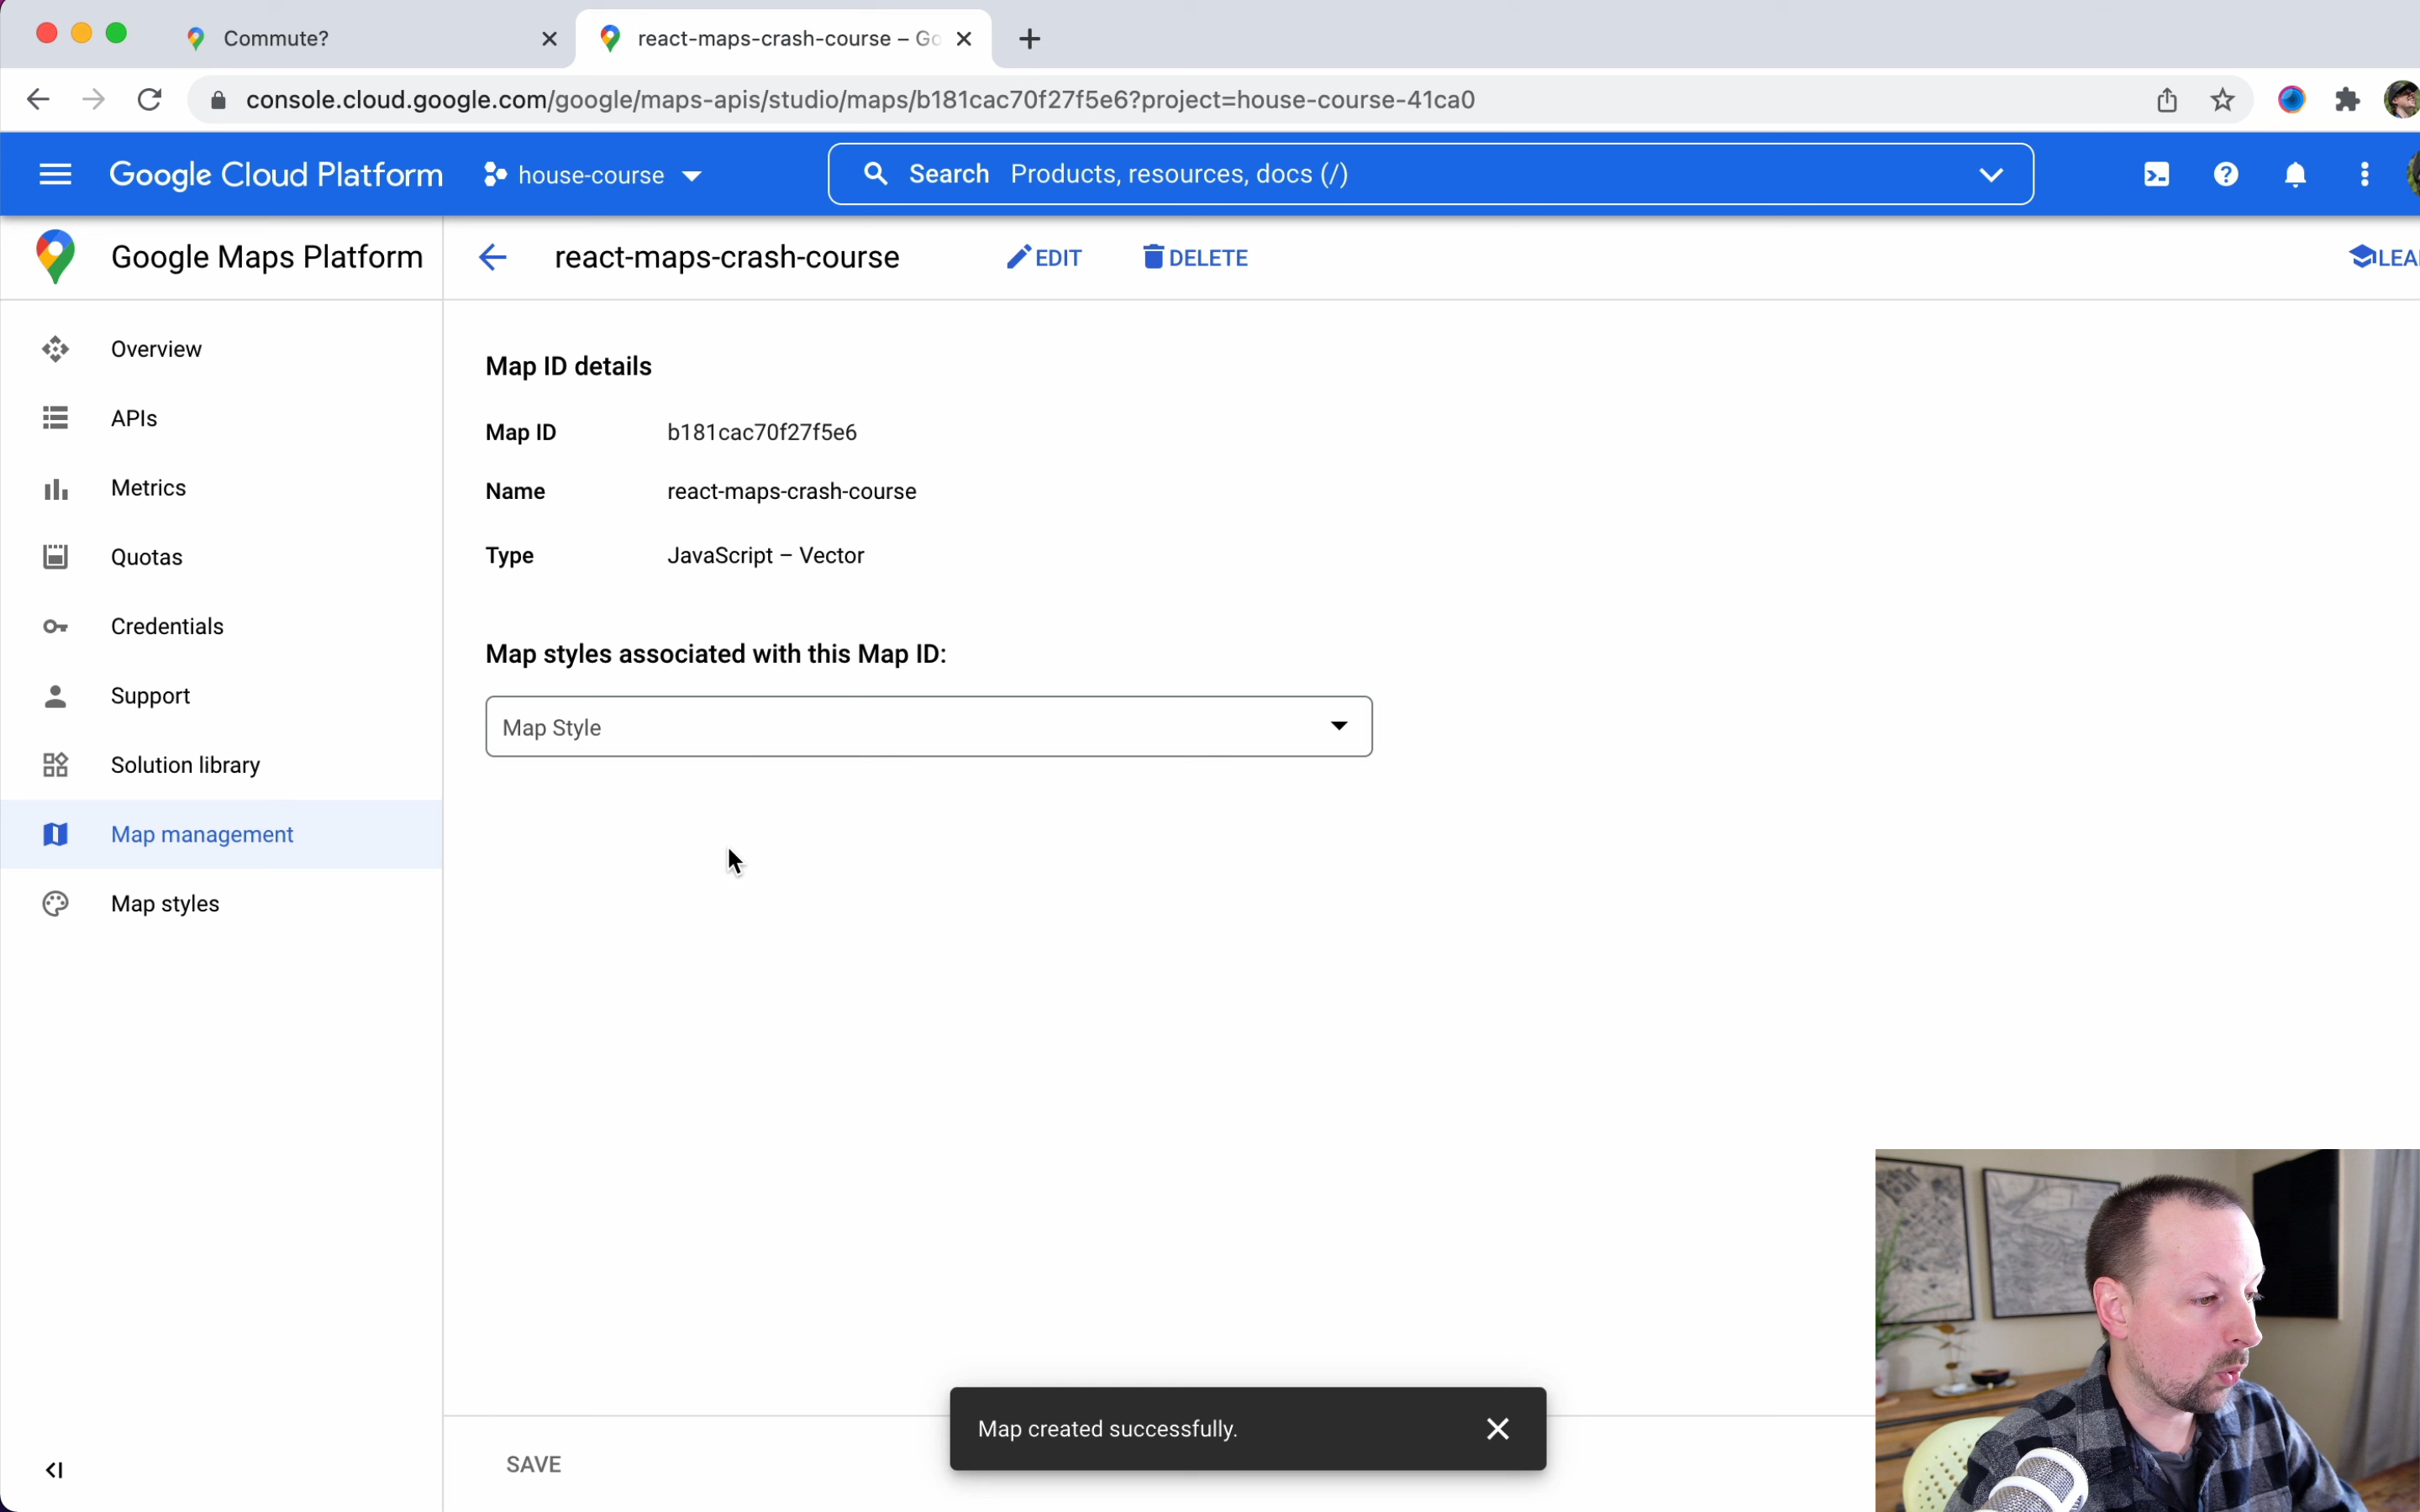 Commute?
react-maps-crash-course – Go
console.cloud.google.com/google/maps-apis/studio/maps/b181cac70f27f5e6?project=house-course-41ca0
Google Cloud Platform
house-course
Search Products, resources, docs (/)
Google Maps Platform
react-maps-crash-course
EDIT
DELETE
LEA
Overview
APIs
Metrics
Quotas
Credentials
Support
Solution library
Map management
Map styles
Map ID details
Map ID b181cac70f27f5e6
Name react-maps-crash-course
Type JavaScript – Vector
Map styles associated with this Map ID:
Map Style
Map created successfully.
SAVE